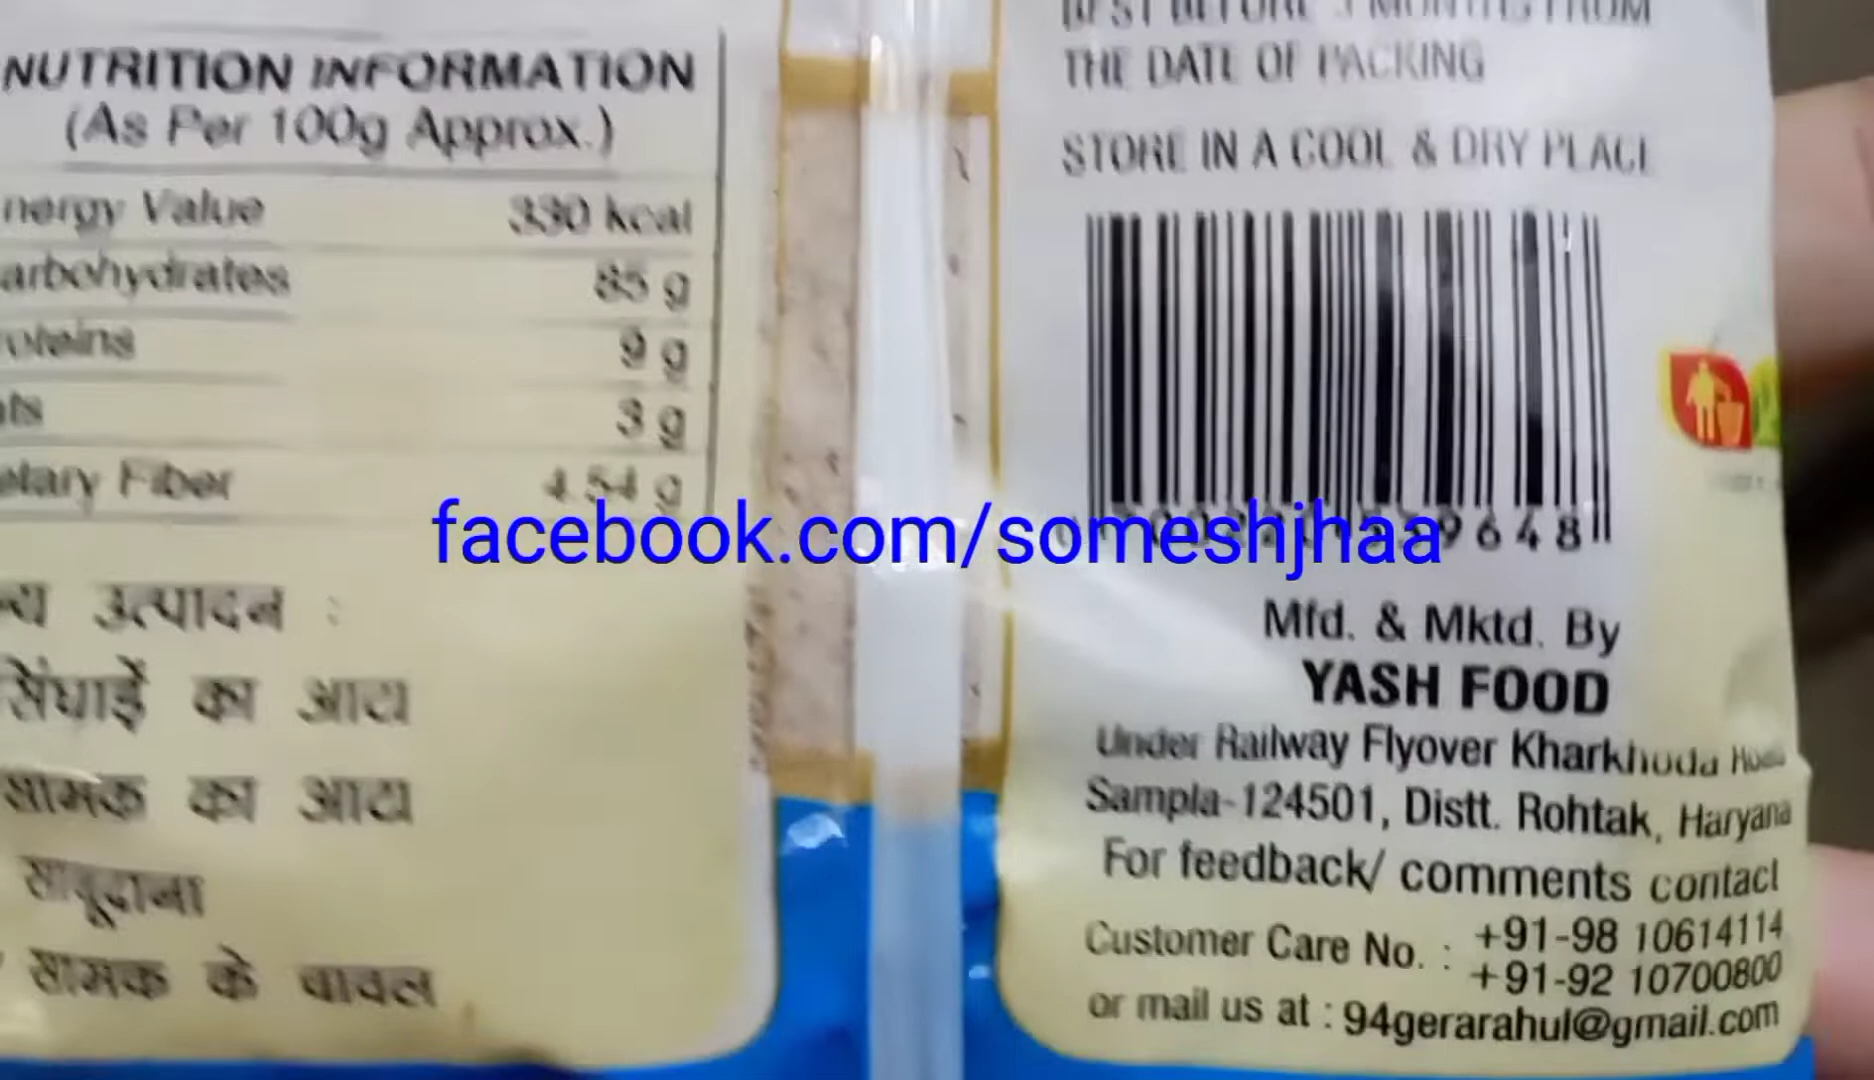 NUTRITION INFORMATION
(As Per 100g Approx.)
nergy Value 330 kcal
arbohydrates 85 g
roteins 9 g
ats 3 g
etary Fiber 4.54 g
न्य उत्पादन :
सिंघाड़ें का आटा
सामक का आटा
साबूदाना
सामक के चावल
BEST BEFORE 3 MONTHS FROM
THE DATE OF PACKING
STORE IN A COOL & DRY PLACE
9648
facebook.com/someshjhaa
Mfd. & Mktd. By
YASH FOOD
Under Railway Flyover Kharkhoda Road
Sampla-124501, Distt. Rohtak, Haryana
For feedback/ comments contact
Customer Care No. : +91-98 10614114
+91-92 10700800
or mail us at : 94gerarahul@gmail.com